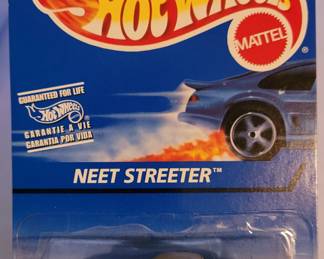 Hot Wheels
MATTEL
GUARANTEED FOR LIFE
Hot Wheels
GARANTIE A VIE
GARANTIA POR VIDA
NEET STREETER™